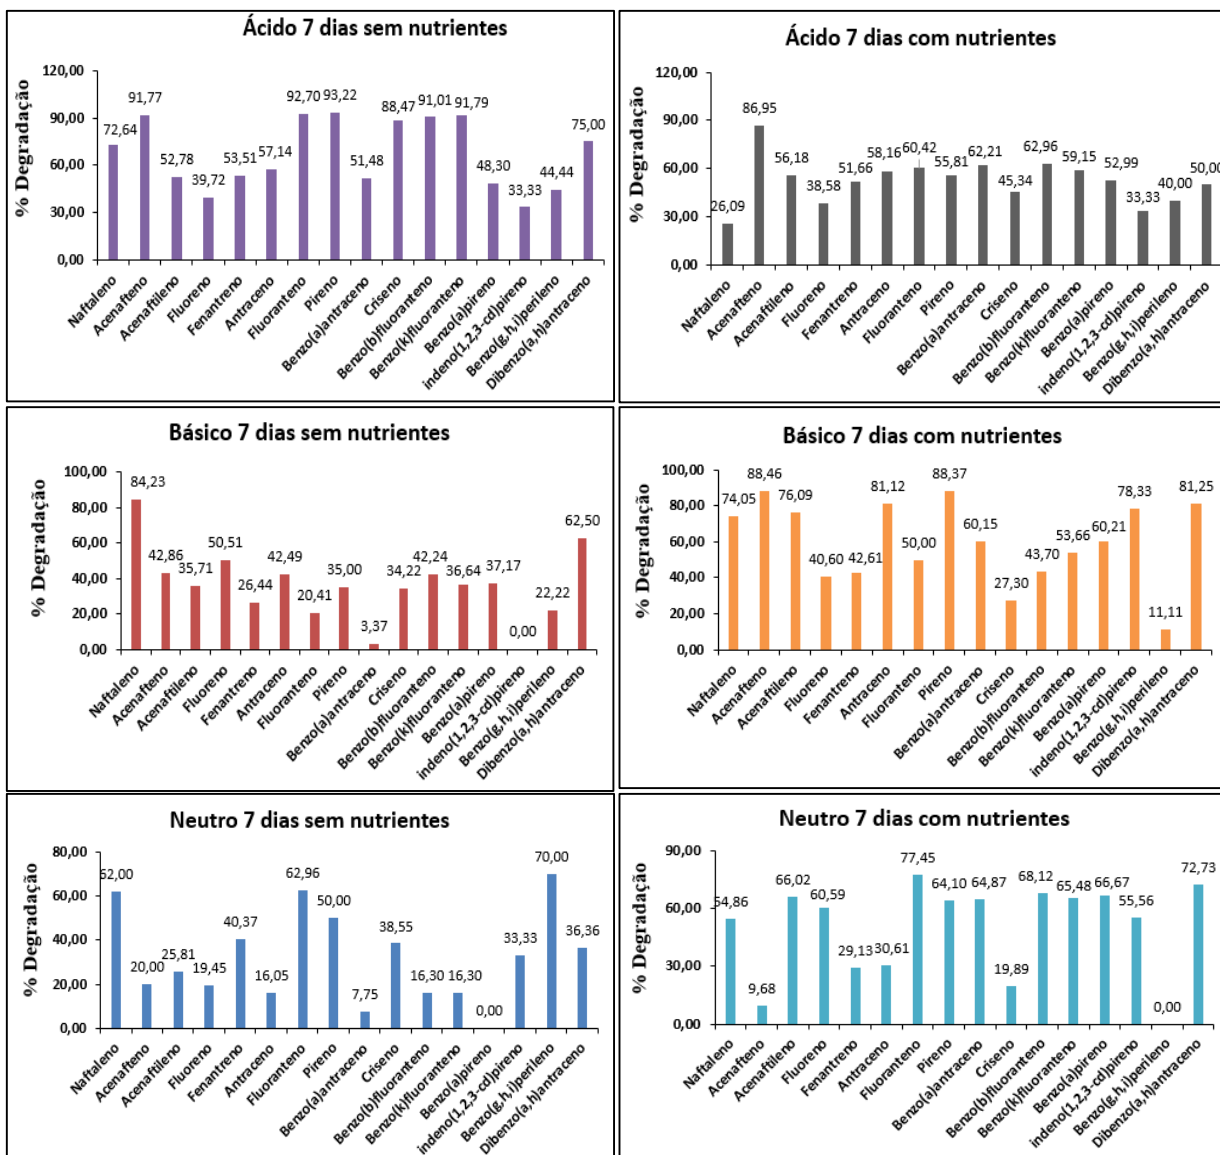 Ácido 7 dias sem nutrientes
% Degradação
120,00
90,00
60,00
30,00
0,00
72,64
91,77
52,78
39,72
53,51
57,14
92,70
93,22
51,48
88,47
91,01
91,79
48,30
33,33
44,44
75,00
Naftaleno
Acenafteno
Acenaftileno
Fluoreno
Fenantreno
Antraceno
Fluoranteno
Pireno
Benzo(a)antraceno
Criseno
Benzo(b)fluoranteno
Benzo(k)fluoranteno
Benzo(a)pireno
indeno(1,2,3-cd)pireno
Benzo(g,h,i)perileno
Dibenzo(a,h)antraceno
Ácido 7 dias com nutrientes
% Degradação
120,00
90,00
60,00
30,00
0,00
26,09
86,95
56,18
38,58
51,66
58,16
60,42
55,81
62,21
45,34
62,96
59,15
52,99
33,33
40,00
50,00
Naftaleno
Acenafteno
Acenaftileno
Fluoreno
Fenantreno
Antraceno
Fluoranteno
Pireno
Benzo(a)antraceno
Criseno
Benzo(b)fluoranteno
Benzo(k)fluoranteno
Benzo(a)pireno
indeno(1,2,3-cd)pireno
Benzo(g,h,i)perileno
Dibenzo(a,h)antraceno
Básico 7 dias sem nutrientes
% Degradação
100,00
80,00
60,00
40,00
20,00
0,00
84,23
42,86
35,71
50,51
26,44
42,49
20,41
35,00
3,37
34,22
42,24
36,64
37,17
0,00
22,22
62,50
Naftaleno
Acenafteno
Acenaftileno
Fluoreno
Fenantreno
Antraceno
Fluoranteno
Pireno
Benzo(a)antraceno
Criseno
Benzo(b)fluoranteno
Benzo(k)fluoranteno
Benzo(a)pireno
indeno(1,2,3-cd)pireno
Benzo(g,h,i)perileno
Dibenzo(a,h)antraceno
Básico 7 dias com nutrientes
% Degradação
100,00
80,00
60,00
40,00
20,00
0,00
74,05
88,46
76,09
40,60
42,61
81,12
50,00
88,37
60,15
27,30
43,70
53,66
60,21
78,33
11,11
81,25
Naftaleno
Acenafteno
Acenaftileno
Fluoreno
Fenantreno
Antraceno
Fluoranteno
Pireno
Benzo(a)antraceno
Criseno
Benzo(b)fluoranteno
Benzo(k)fluoranteno
Benzo(a)pireno
indeno(1,2,3-cd)pireno
Benzo(g,h,i)perileno
Dibenzo(a,h)antraceno
Neutro 7 dias sem nutrientes
% Degradação
80,00
60,00
40,00
20,00
0,00
62,00
20,00
25,81
19,45
40,37
16,05
62,96
50,00
7,75
38,55
16,30
16,30
0,00
33,33
70,00
36,36
Naftaleno
Acenafteno
Acenaftileno
Fluoreno
Fenantreno
Antraceno
Fluoranteno
Pireno
Benzo(a)antraceno
Criseno
Benzo(b)fluoranteno
Benzo(k)fluoranteno
Benzo(a)pireno
indeno(1,2,3-cd)pireno
Benzo(g,h,i)perileno
Dibenzo(a,h)antraceno
Neutro 7 dias com nutrientes
% Degradação
90,00
60,00
30,00
0,00
54,86
9,68
66,02
60,59
29,13
30,61
77,45
64,10
64,87
19,89
68,12
65,48
66,67
55,56
0,00
72,73
Naftaleno
Acenafteno
Acenaftileno
Fluoreno
Fenantreno
Antraceno
Fluoranteno
Pireno
Benzo(a)antraceno
Criseno
Benzo(b)fluoranteno
Benzo(k)fluoranteno
Benzo(a)pireno
indeno(1,2,3-cd)pireno
Benzo(g,h,i)perileno
Dibenzo(a,h)antraceno